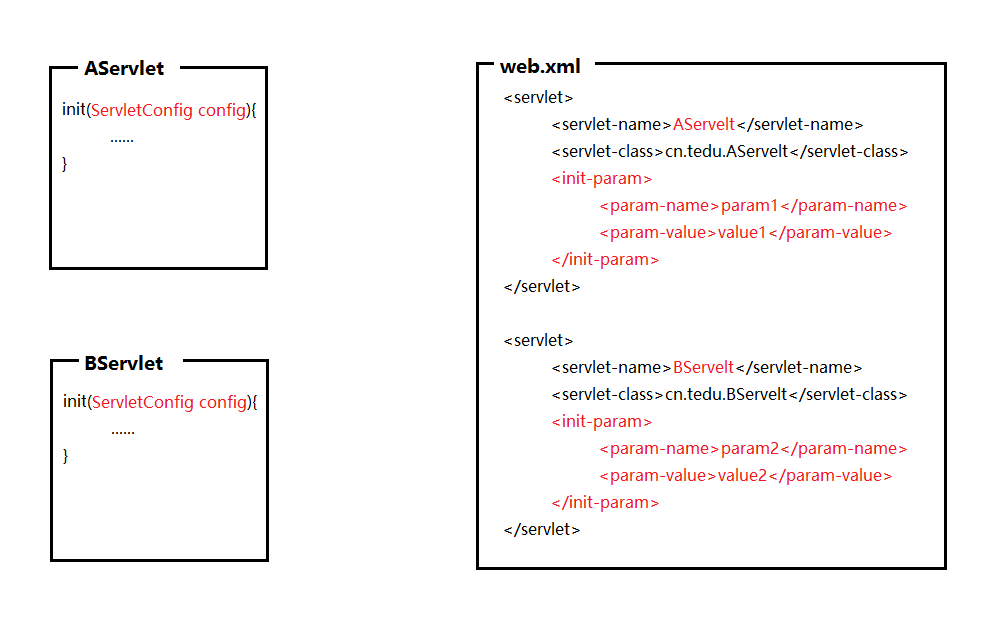 AServlet
init(ServletConfig config){
......
}
BServlet
init(ServletConfig config){
......
}
web.xml
<servlet>
<servlet-name>AServelt</servlet-name>
<servlet-class>cn.tedu.AServelt</servlet-class>
<init-param>
<param-name>param1</param-name>
<param-value>value1</param-value>
</init-param>
</servlet>
<servlet>
<servlet-name>BServelt</servlet-name>
<servlet-class>cn.tedu.BServelt</servlet-class>
<init-param>
<param-name>param2</param-name>
<param-value>value2</param-value>
</init-param>
</servlet>